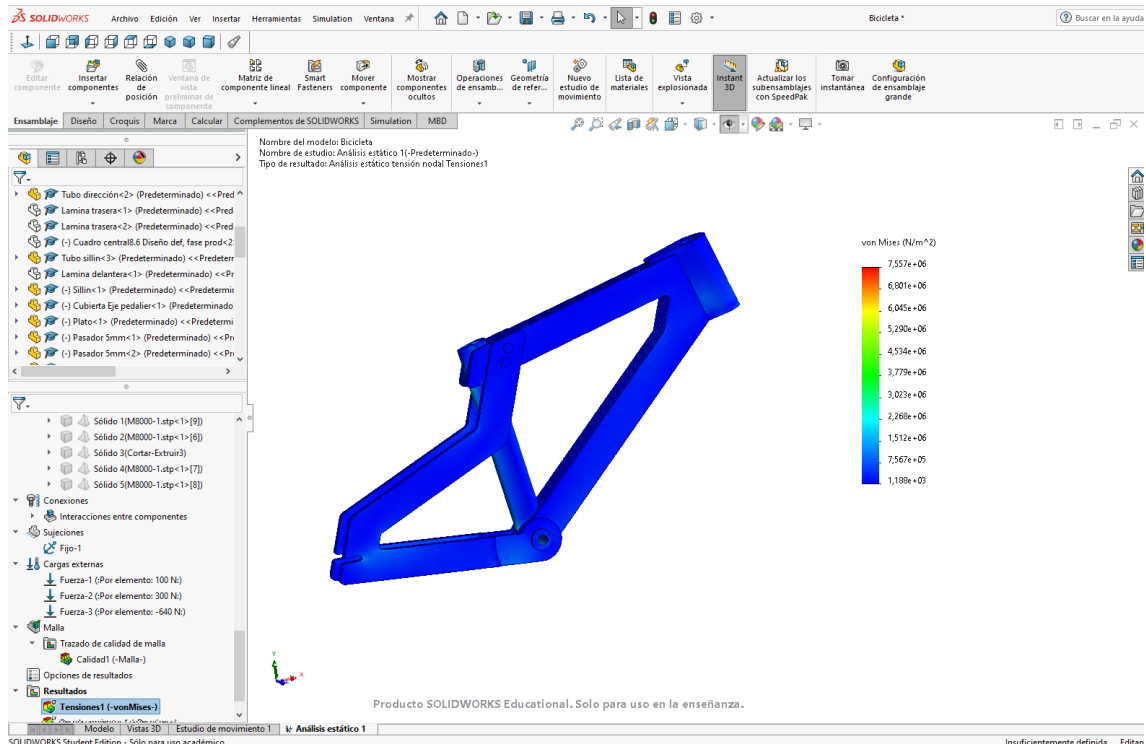 SOLIDWORKS Archivo Edición Ver Insertar Herramientas Simulation Ventana
Bicicleta *
Buscar en la ayuda
Editar componente
Insertar componentes
Relación de posición
Ventana de vista preliminar de componente
Matriz de componente lineal
Smart Fasteners
Mover componente
Mostrar componentes ocultos
Operaciones de ensamb...
Geometría de refer...
Nuevo estudio de movimiento
Lista de materiales
Vista explosionada
Instant 3D
Actualizar los subensamblajes con SpeedPak
Tomar instantánea
Configuración de ensamblaje grande
Ensamblaje Diseño Croquis Marca Calcular Complementos de SOLIDWORKS Simulation MBD
Nombre del modelo: Bicicleta
Nombre de estudio: Análisis estático 1(-Predeterminado-)
Tipo de resultado: Análisis estático tensión nodal Tensiones1
Tubo dirección<2> (Predeterminado) <<Pred
Lamina trasera<1> (Predeterminado) <<Pred
Lamina trasera<2> (Predeterminado) <<Pred
(-) Cuadro central8.6 Diseño def, fase prod<2
Tubo sillin<3> (Predeterminado) <<Predeterr
Lamina delantera<1> (Predeterminado) <<Pr
(-) Sillin<1> (Predeterminado) <<Predetermir
(-) Cubierta Eje pedalier<1> (Predeterminado
(-) Plato<1> (Predeterminado) <<Predetermi
(-) Pasador 5mm<1> (Predeterminado) <<Pr
(-) Pasador 5mm<2> (Predeterminado) <<Pr
Sólido 1(M8000-1.stp<1>[9])
Sólido 2(M8000-1.stp<1>[6])
Sólido 3(Cortar-Extruir3)
Sólido 4(M8000-1.stp<1>[7])
Sólido 5(M8000-1.stp<1>[8])
Conexiones
Interacciones entre componentes
Sujeciones
Fijo-1
Cargas externas
Fuerza-1 (:Por elemento: 100 N:)
Fuerza-2 (:Por elemento: 300 N:)
Fuerza-3 (:Por elemento: -640 N:)
Malla
Trazado de calidad de malla
Calidad1 (-Malla-)
Opciones de resultados
Resultados
Tensiones1 (-vonMises-)
von Mises (N/m^2)
7,557e+06
6,801e+06
6,045e+06
5,290e+06
4,534e+06
3,779e+06
3,023e+06
2,268e+06
1,512e+06
7,567e+05
1,188e+03
Y
X
Producto SOLIDWORKS Educational. Solo para uso en la enseñanza.
Modelo Vistas 3D Estudio de movimiento 1 Análisis estático 1
SOLIDWORKS Student Edition - Sólo para uso académico
Insuficientemente definida Editan